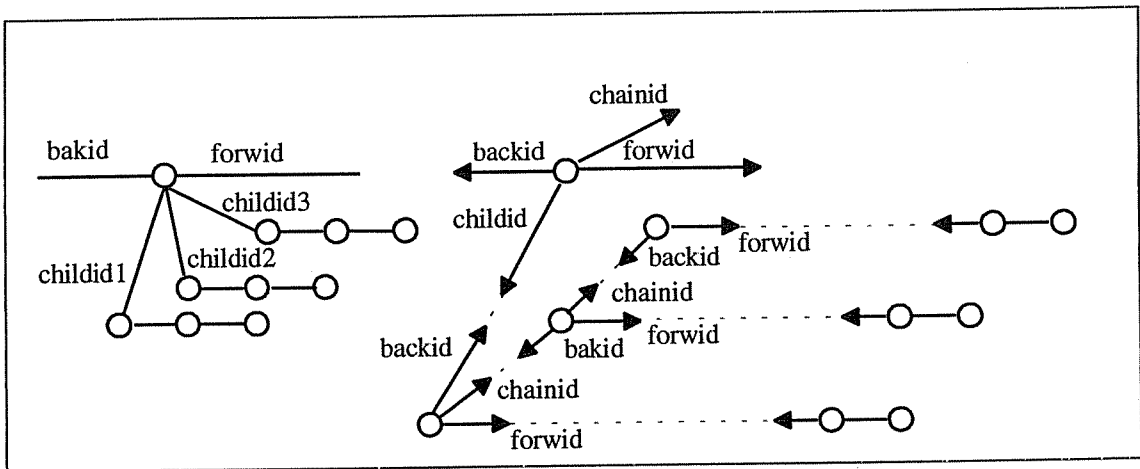 bakid
forwid
childid3
childid1
childid2
chainid
backid
forwid
childid
forwid
backid
chainid
backid
bakid
forwid
chainid
forwid